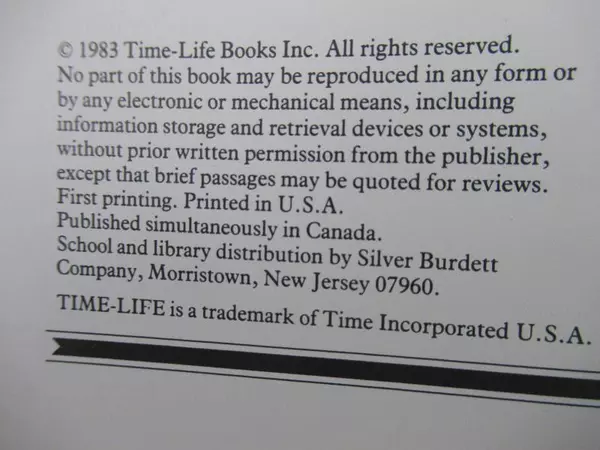 © 1983 Time-Life Books Inc. All rights reserved.
No part of this book may be reproduced in any form or
by any electronic or mechanical means, including
information storage and retrieval devices or systems,
without prior written permission from the publisher,
except that brief passages may be quoted for reviews.
First printing. Printed in U.S.A.
Published simultaneously in Canada.
School and library distribution by Silver Burdett
Company, Morristown, New Jersey 07960.
TIME-LIFE is a trademark of Time Incorporated U.S.A.